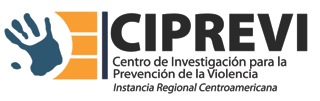 CIPREVI
Centro de Investigación para la
Prevención de la Violencia
Instancia Regional Centroamericana